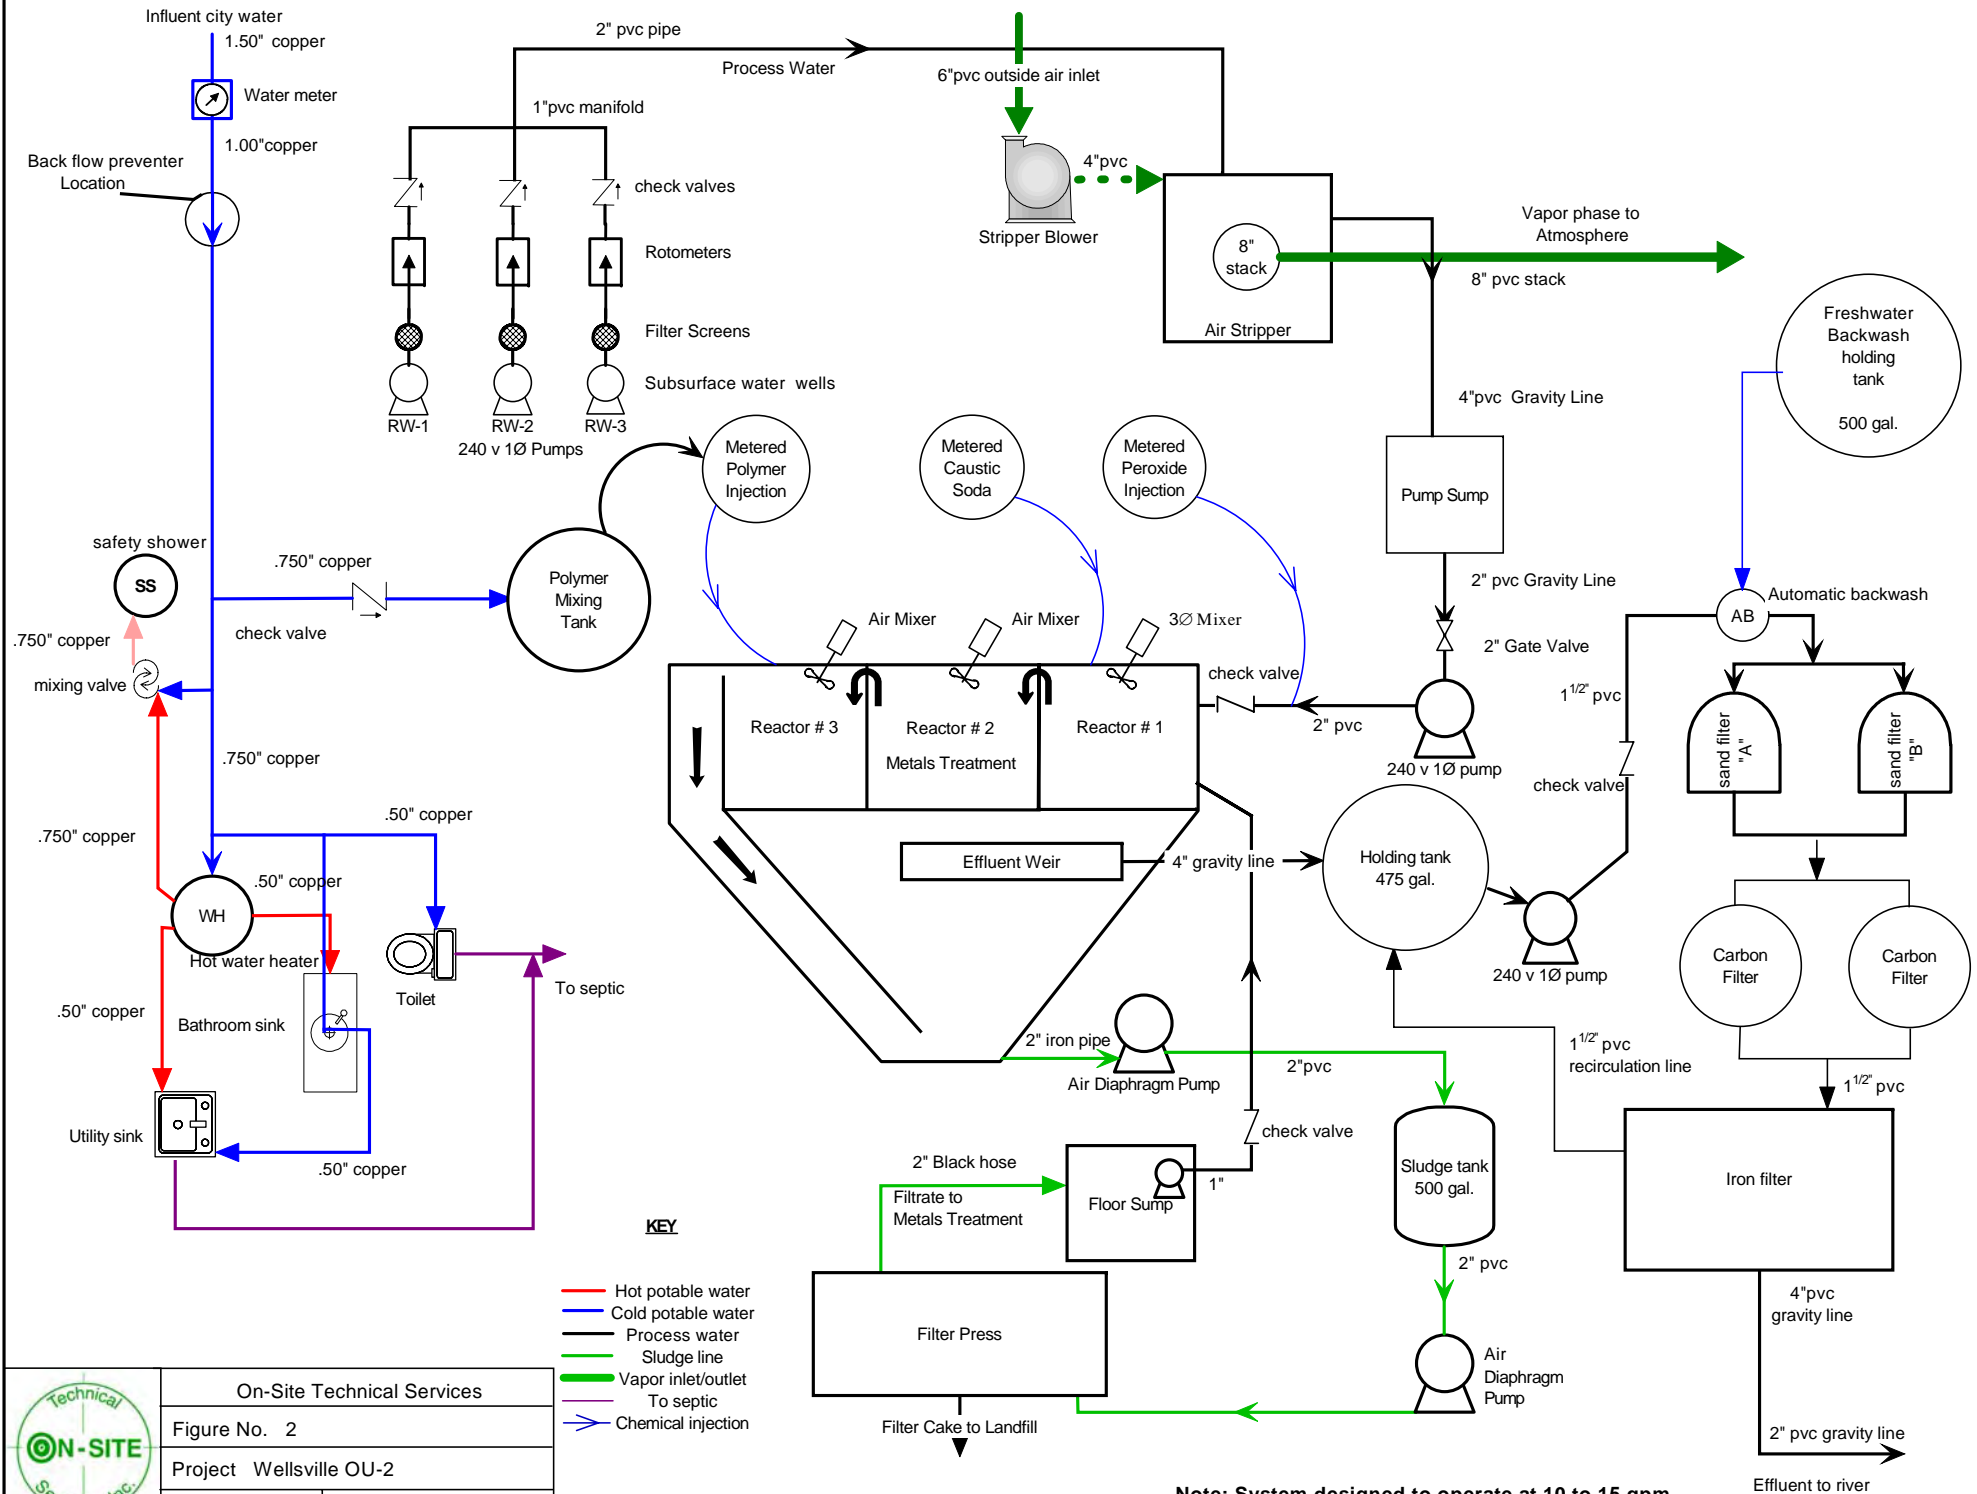 Influent city water
1.50" copper
Water meter
1.00"copper
Back flow preventer
Location
2" pvc pipe
Process Water
1"pvc manifold
check valves
Rotometers
Filter Screens
Subsurface water wells
RW-1
RW-2
RW-3
240 v 1Ø Pumps
6"pvc outside air inlet
4"pvc
Stripper Blower
8"
stack
Air Stripper
Vapor phase to
Atmosphere
8" pvc stack
4"pvc Gravity Line
Freshwater
Backwash
holding
tank
500 gal.
Metered
Polymer
Injection
Metered
Caustic
Soda
Metered
Peroxide
Injection
Pump Sump
2" pvc Gravity Line
2" Gate Valve
AB
Automatic backwash
1 1/2" pvc
safety shower
SS
.750" copper
.750" copper
check valve
mixing valve
Polymer
Mixing
Tank
Air Mixer
Air Mixer
3Ø Mixer
check valve
2" pvc
240 v 1Ø pump
Reactor # 3
Reactor # 2
Metals Treatment
Reactor # 1
sand filter
"A"
sand filter
"B"
check valve
.750" copper
.750" copper
.50" copper
.50" copper
WH
Hot water heater
Effluent Weir
4" gravity line
Holding tank
475 gal.
240 v 1Ø pump
Carbon
Filter
Carbon
Filter
.50" copper
Bathroom sink
Toilet
To septic
Utility sink
.50" copper
2" iron pipe
Air Diaphragm Pump
2"pvc
1 1/2" pvc
recirculation line
1 1/2" pvc
check valve
2" Black hose
Filtrate to
Metals Treatment
Floor Sump
1"
Sludge tank
500 gal.
Iron filter
2" pvc
4"pvc
gravity line
Filter Press
Air
Diaphragm
Pump
Filter Cake to Landfill
2" pvc gravity line
Effluent to river
KEY
Hot potable water
Cold potable water
Process water
Sludge line
Vapor inlet/outlet
To septic
Chemical injection
Technical
ON-SITE
Inc.
On-Site Technical Services
Figure No. 2
Project Wellsville OU-2
Note: System designed to operate at 10 to 15 gpm